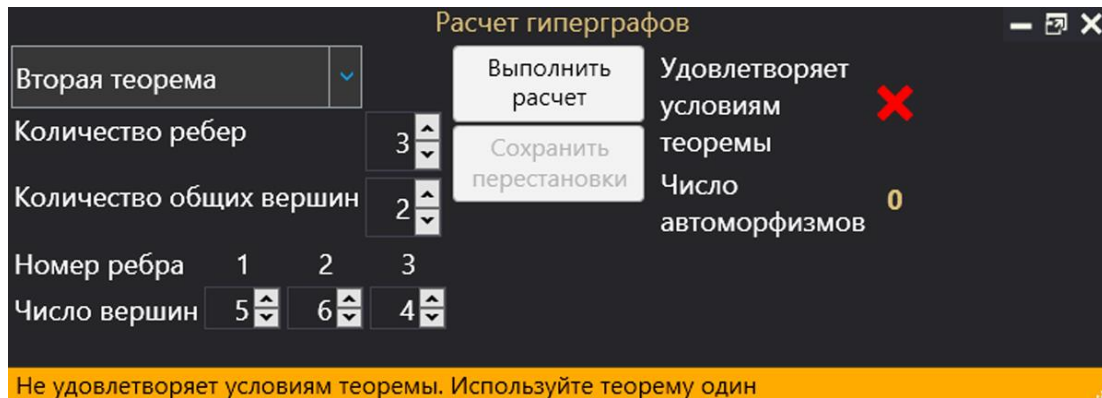 Расчет гиперграфов
Вторая теорема
Количество ребер
3
Количество общих вершин
2
Номер ребра 1 2 3
Число вершин 5 6 4
Выполнить
расчет
Сохранить
перестановки
Удовлетворяет
условиям
теоремы
Число
автоморфизмов
0
Не удовлетворяет условиям теоремы. Используйте теорему один